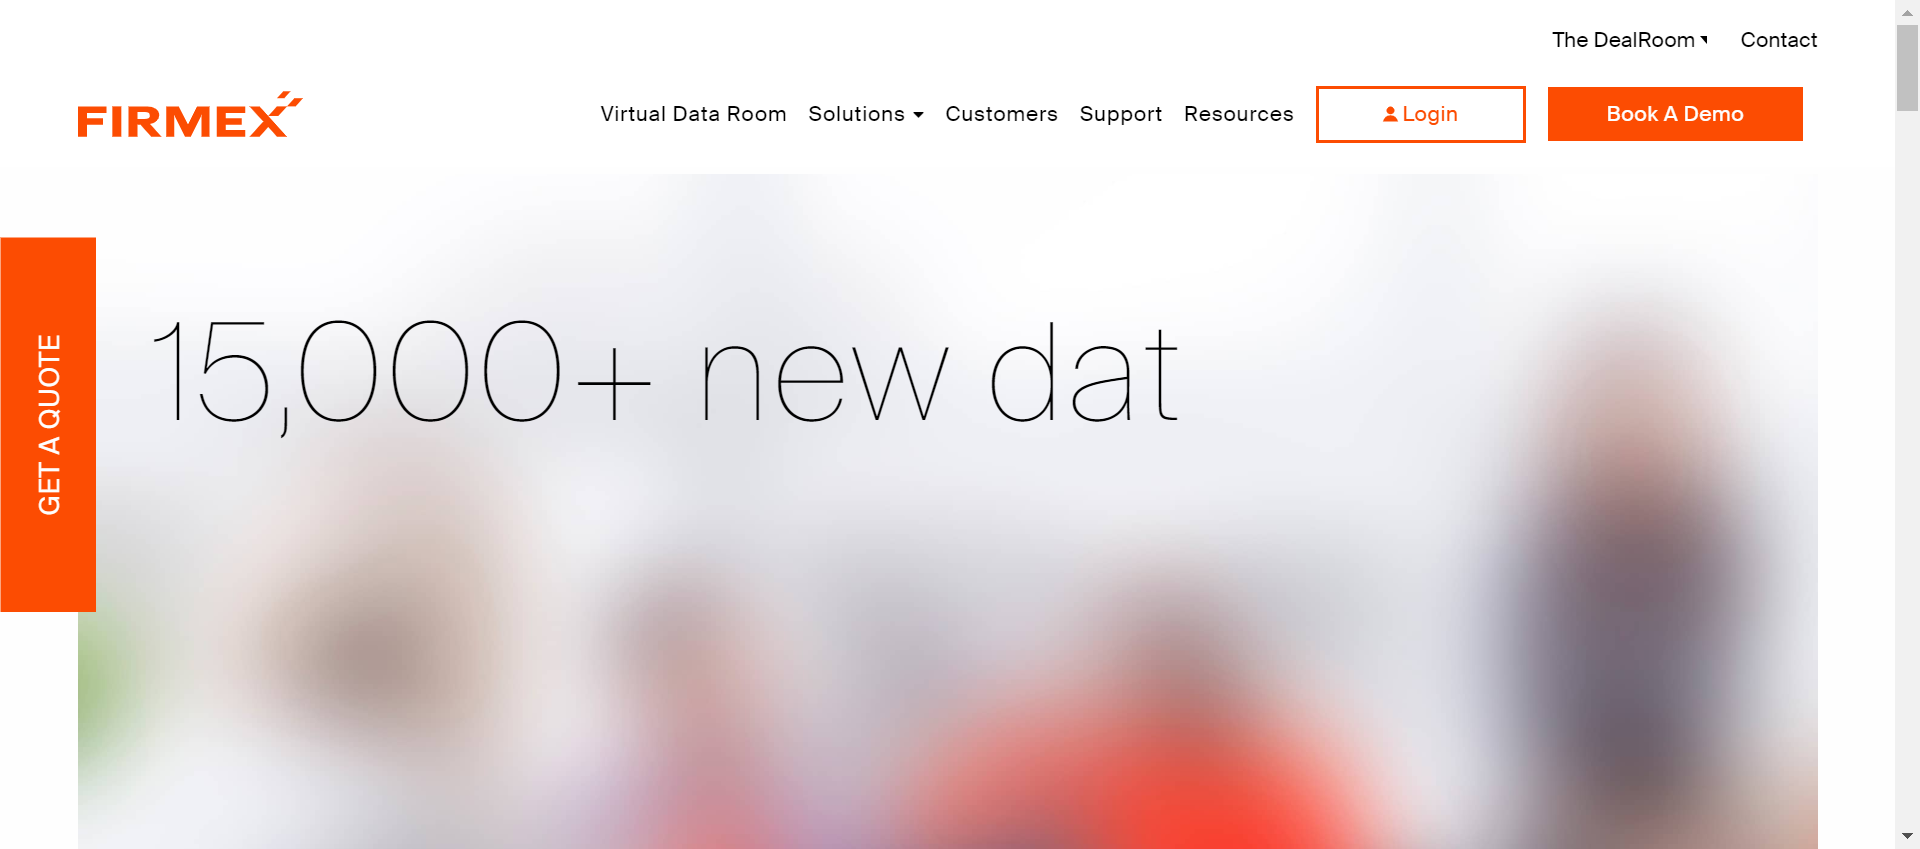 The DealRoom
Contact
FIRMEX
Virtual Data Room
Solutions
Customers
Support
Resources
Login
Book A Demo
GET A QUOTE
15,000+ new dat